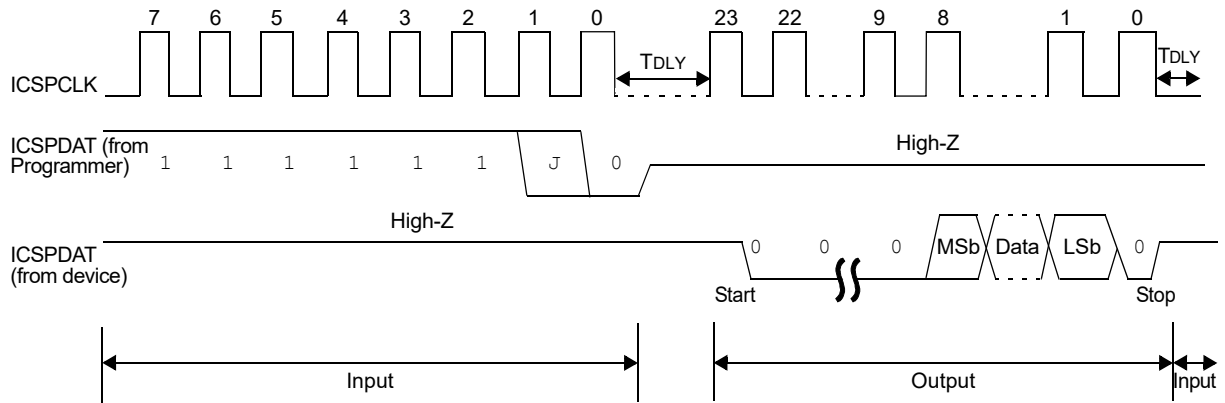 7 6 5 4 3 2 1 0 23 22 9 8 1 0
TDLY TDLY
ICSPCLK
ICSPDAT (from
Programmer)
1 1 1 1 1 1 J 0
High-Z
High-Z
ICSPDAT
(from device)
0 0 0 MSb Data LSb 0
Start Stop
Input Output Input